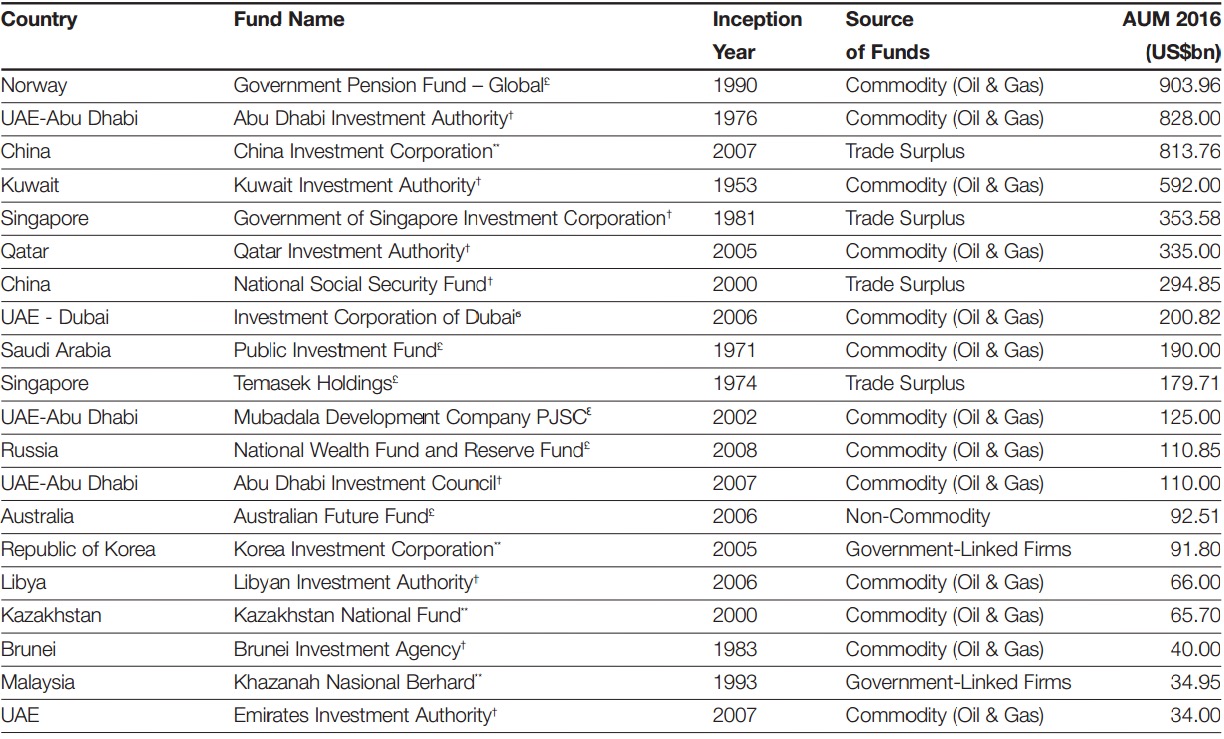 Country Fund Name Inception Source AUM 2016
Year of Funds (US$bn)
Norway Government Pension Fund – Global£ 1990 Commodity (Oil & Gas) 903.96
UAE-Abu Dhabi Abu Dhabi Investment Authority† 1976 Commodity (Oil & Gas) 828.00
China China Investment Corporation** 2007 Trade Surplus 813.76
Kuwait Kuwait Investment Authority† 1953 Commodity (Oil & Gas) 592.00
Singapore Government of Singapore Investment Corporation† 1981 Trade Surplus 353.58
Qatar Qatar Investment Authority† 2005 Commodity (Oil & Gas) 335.00
China National Social Security Fund† 2000 Trade Surplus 294.85
UAE - Dubai Investment Corporation of Dubai 2006 Commodity (Oil & Gas) 200.82
Saudi Arabia Public Investment Fund£ 1971 Commodity (Oil & Gas) 190.00
Singapore Temasek Holdings£ 1974 Trade Surplus 179.71
UAE-Abu Dhabi Mubadala Development Company PJSC 2002 Commodity (Oil & Gas) 125.00
Russia National Wealth Fund and Reserve Fund£ 2008 Commodity (Oil & Gas) 110.85
UAE-Abu Dhabi Abu Dhabi Investment Council† 2007 Commodity (Oil & Gas) 110.00
Australia Australian Future Fund£ 2006 Non-Commodity 92.51
Republic of Korea Korea Investment Corporation** 2005 Government-Linked Firms 91.80
Libya Libyan Investment Authority† 2006 Commodity (Oil & Gas) 66.00
Kazakhstan Kazakhstan National Fund** 2000 Commodity (Oil & Gas) 65.70
Brunei Brunei Investment Agency† 1983 Commodity (Oil & Gas) 40.00
Malaysia Khazanah Nasional Berhard** 1993 Government-Linked Firms 34.95
UAE Emirates Investment Authority† 2007 Commodity (Oil & Gas) 34.00